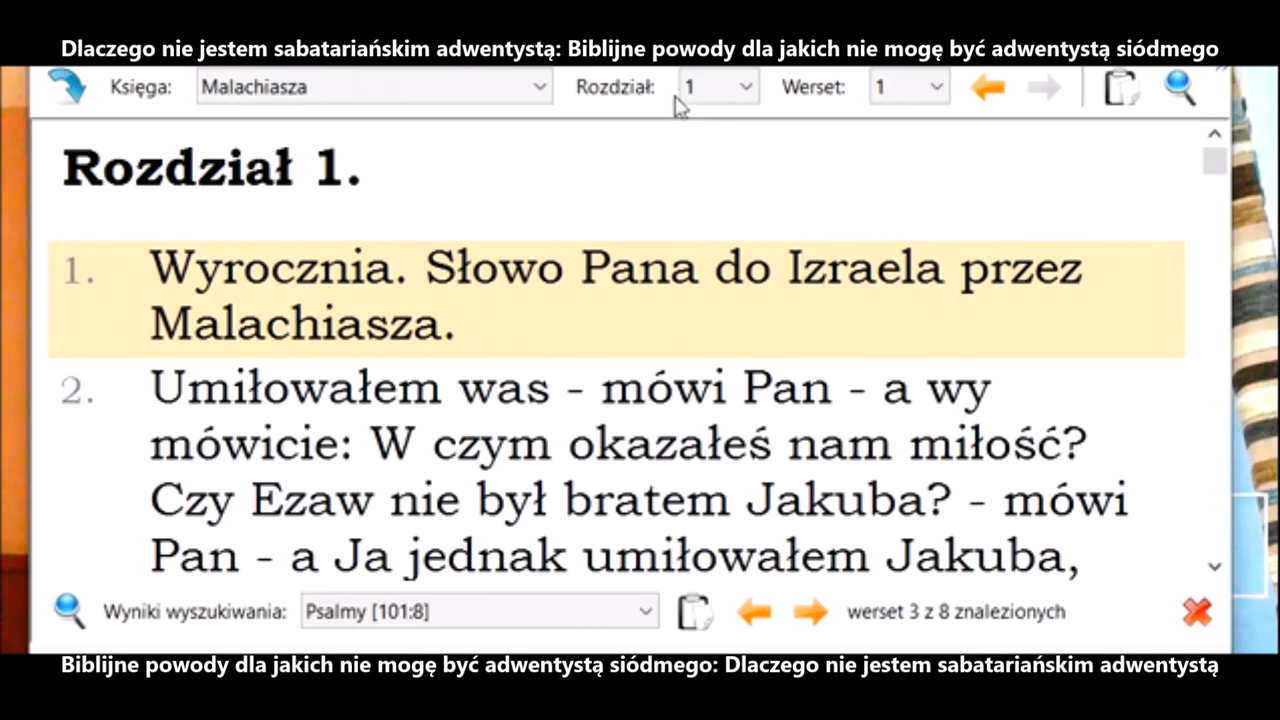 Dlaczego nie jestem sabatariańskim adwentystą: Biblijne powody dla jakich nie mogę być adwentystą siódmego
Księga: Malachiasza Rozdział: 1 Werset: 1
Rozdział 1.
1. Wyrocznia. Słowo Pana do Izraela przez
Malachiasza.
2. Umiłowałem was - mówi Pan - a wy
mówicie: W czym okazałeś nam miłość?
Czy Ezaw nie był bratem Jakuba? - mówi
Pan - a Ja jednak umiłowałem Jakuba,
Wyniki wyszukiwania: Psalmy [101:8] werset 3 z 8 znalezionych
Biblijne powody dla jakich nie mogę być adwentystą siódmego: Dlaczego nie jestem sabatariańskim adwentystą